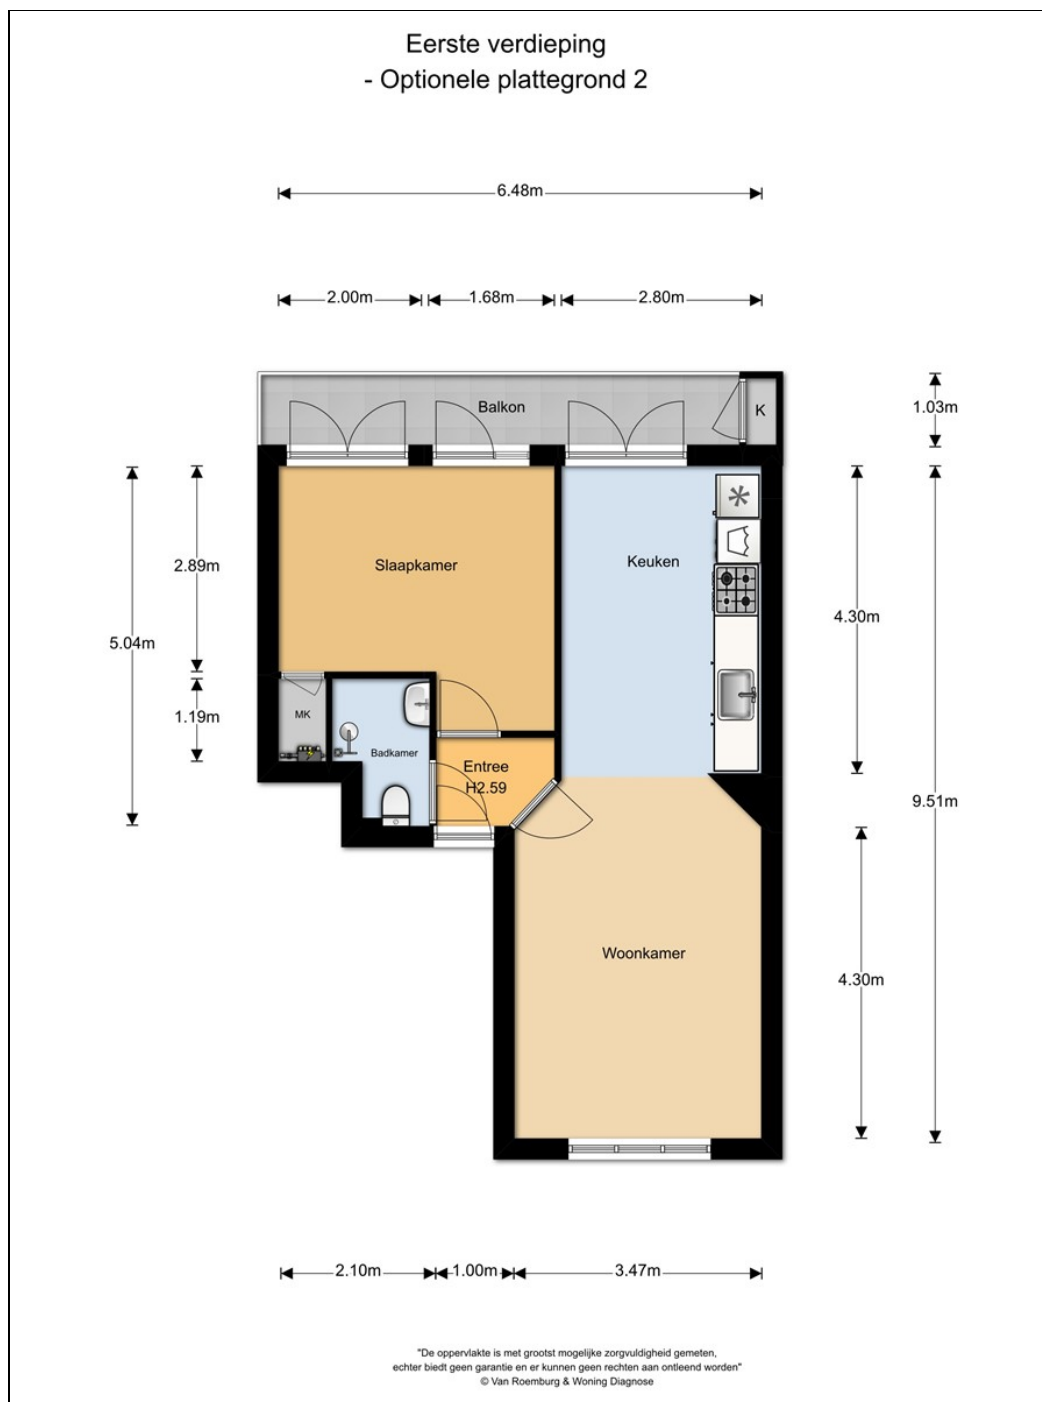 Eerste verdieping
- Optionele plattegrond 2
6.48m
2.00m
1.68m
2.80m
Balkon
K
1.03m
Slaapkamer
Keuken
2.89m
4.30m
5.04m
1.19m
MK
Badkamer
Entree
H2.59
9.51m
Woonkamer
4.30m
2.10m
1.00m
3.47m
"De oppervlakte is met grootst mogelijke zorgvuldigheid gemeten,
echter biedt geen garantie en er kunnen geen rechten aan ontleend worden"
© Van Roemburg & Woning Diagnose